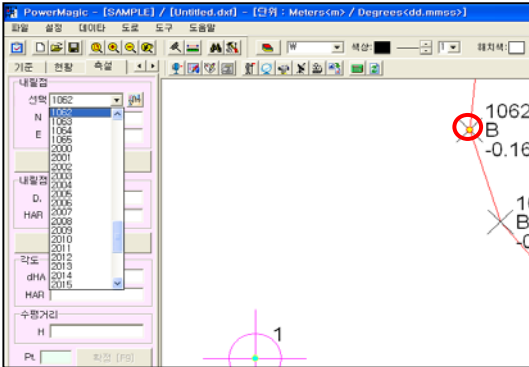 PowerMagic - [SAMPLE] / [Untitled.dxf] - [단위 : Meters<m> / Degrees<dd.mmss>]
파일 설정 데이타 도로 도구 도움말
W 색상: 1 해치색:
기준 현황 측설
내릴점
선택 1062
N
E
1062
1063
1064
1065
2000
2001
2002
2003
2004
2005
2006
2007
2008
2009
2010
2011
2012
2013
2014
2015
내릴점
D.
HAR
각도
dHA
HAR
수평거리
H
Pt. 확정 [F9]
1062
B
-0.16
1